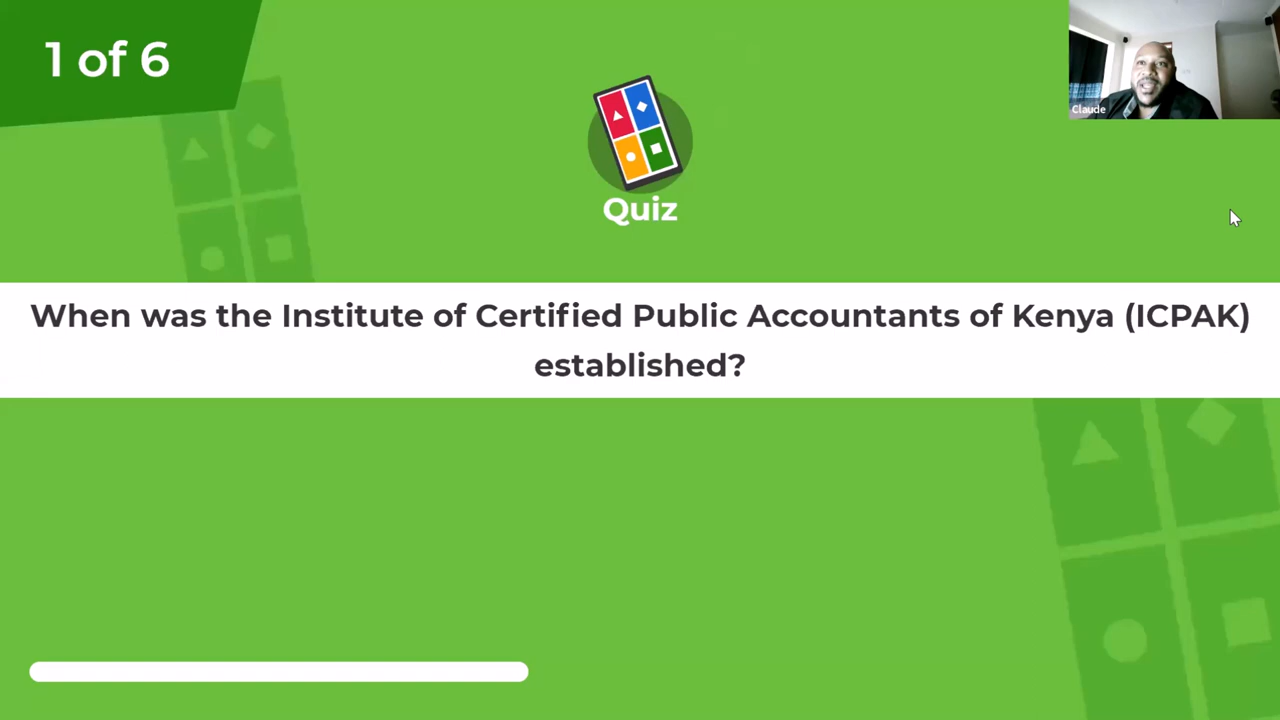 1 of 6
Claude
Quiz
When was the Institute of Certified Public Accountants of Kenya (ICPAK)
established?